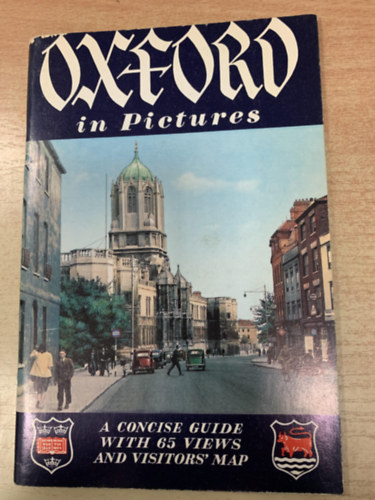 OXFORD
in Pictures
A CONCISE GUIDE
WITH 65 VIEWS
AND VISITORS' MAP